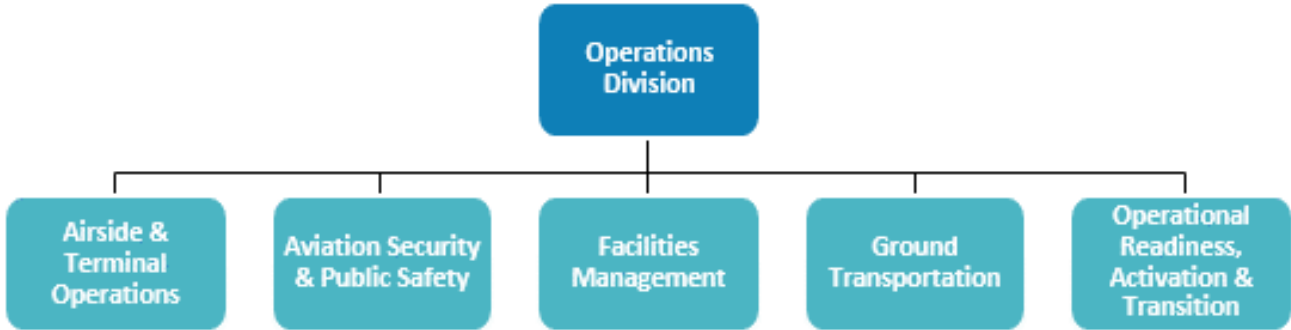 Operations
Division
Airside &
Terminal
Operations
Aviation Security
& Public Safety
Facilities
Management
Ground
Transportation
Operational
Readiness,
Activation &
Transition